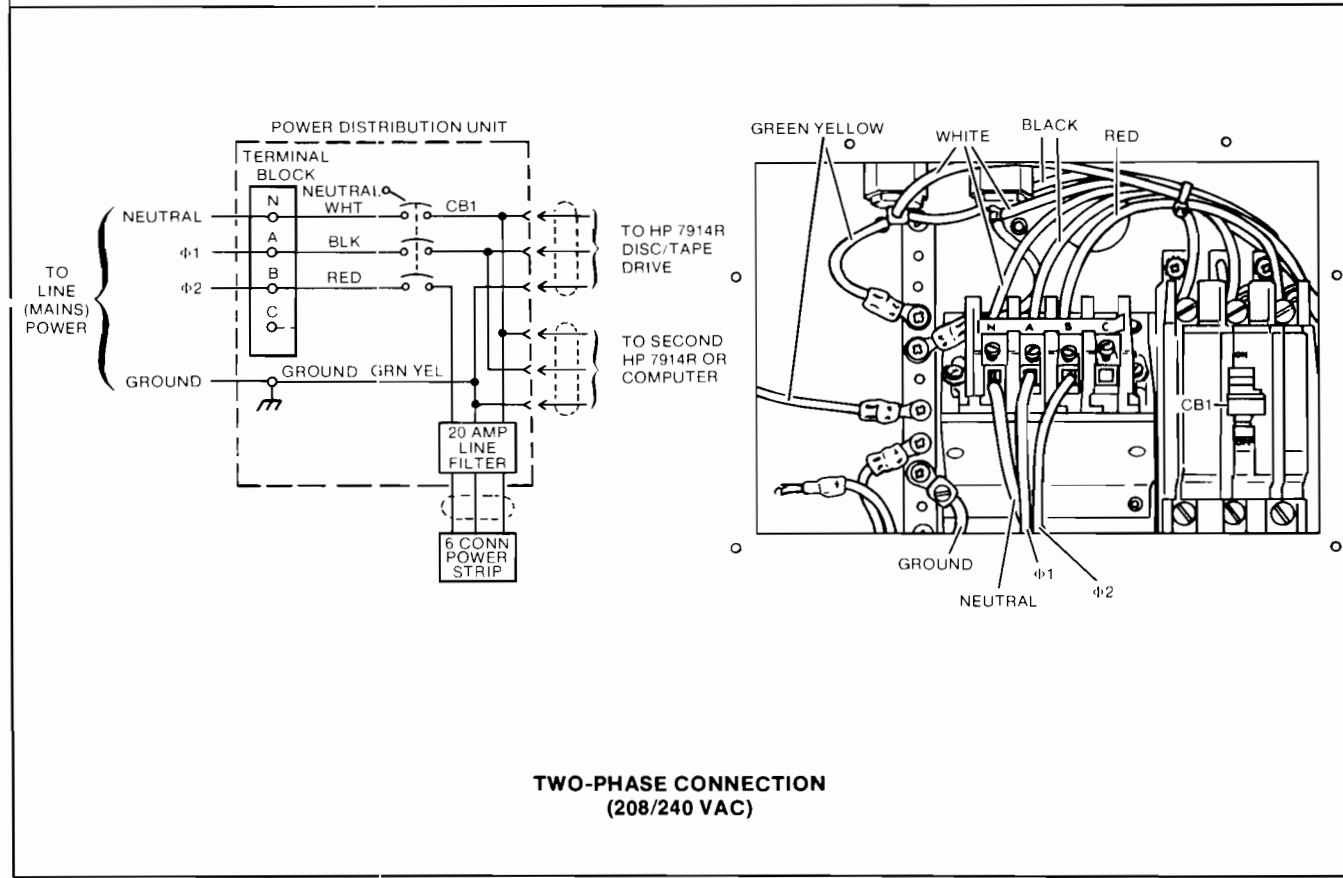 POWER DISTRIBUTION UNIT
TERMINAL
BLOCK
N
NEUTRAL
WHT
CB1
NEUTRAL
A
BLK
Φ1
B
RED
Φ2
C
TO
LINE
(MAINS)
POWER
GROUND
GROUND GRN YEL
TO HP 7914R
DISC/TAPE
DRIVE
TO SECOND
HP 7914R OR
COMPUTER
20 AMP
LINE
FILTER
6 CONN
POWER
STRIP
GREEN YELLOW
WHITE
BLACK
RED
N A B C
ON
CB1
OFF
GROUND
Φ1
NEUTRAL
Φ2
TWO-PHASE CONNECTION
(208/240 VAC)